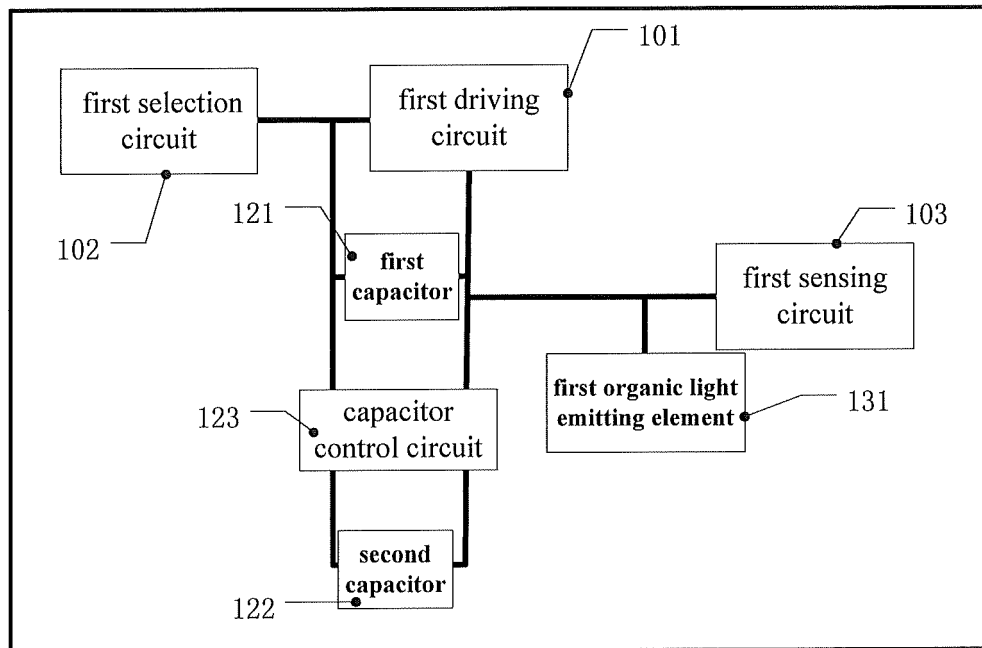 101
first selection
circuit
first driving
circuit
102
121
103
first
capacitor
first sensing
circuit
first organic light
emitting element
131
123
capacitor
control circuit
second
capacitor
122